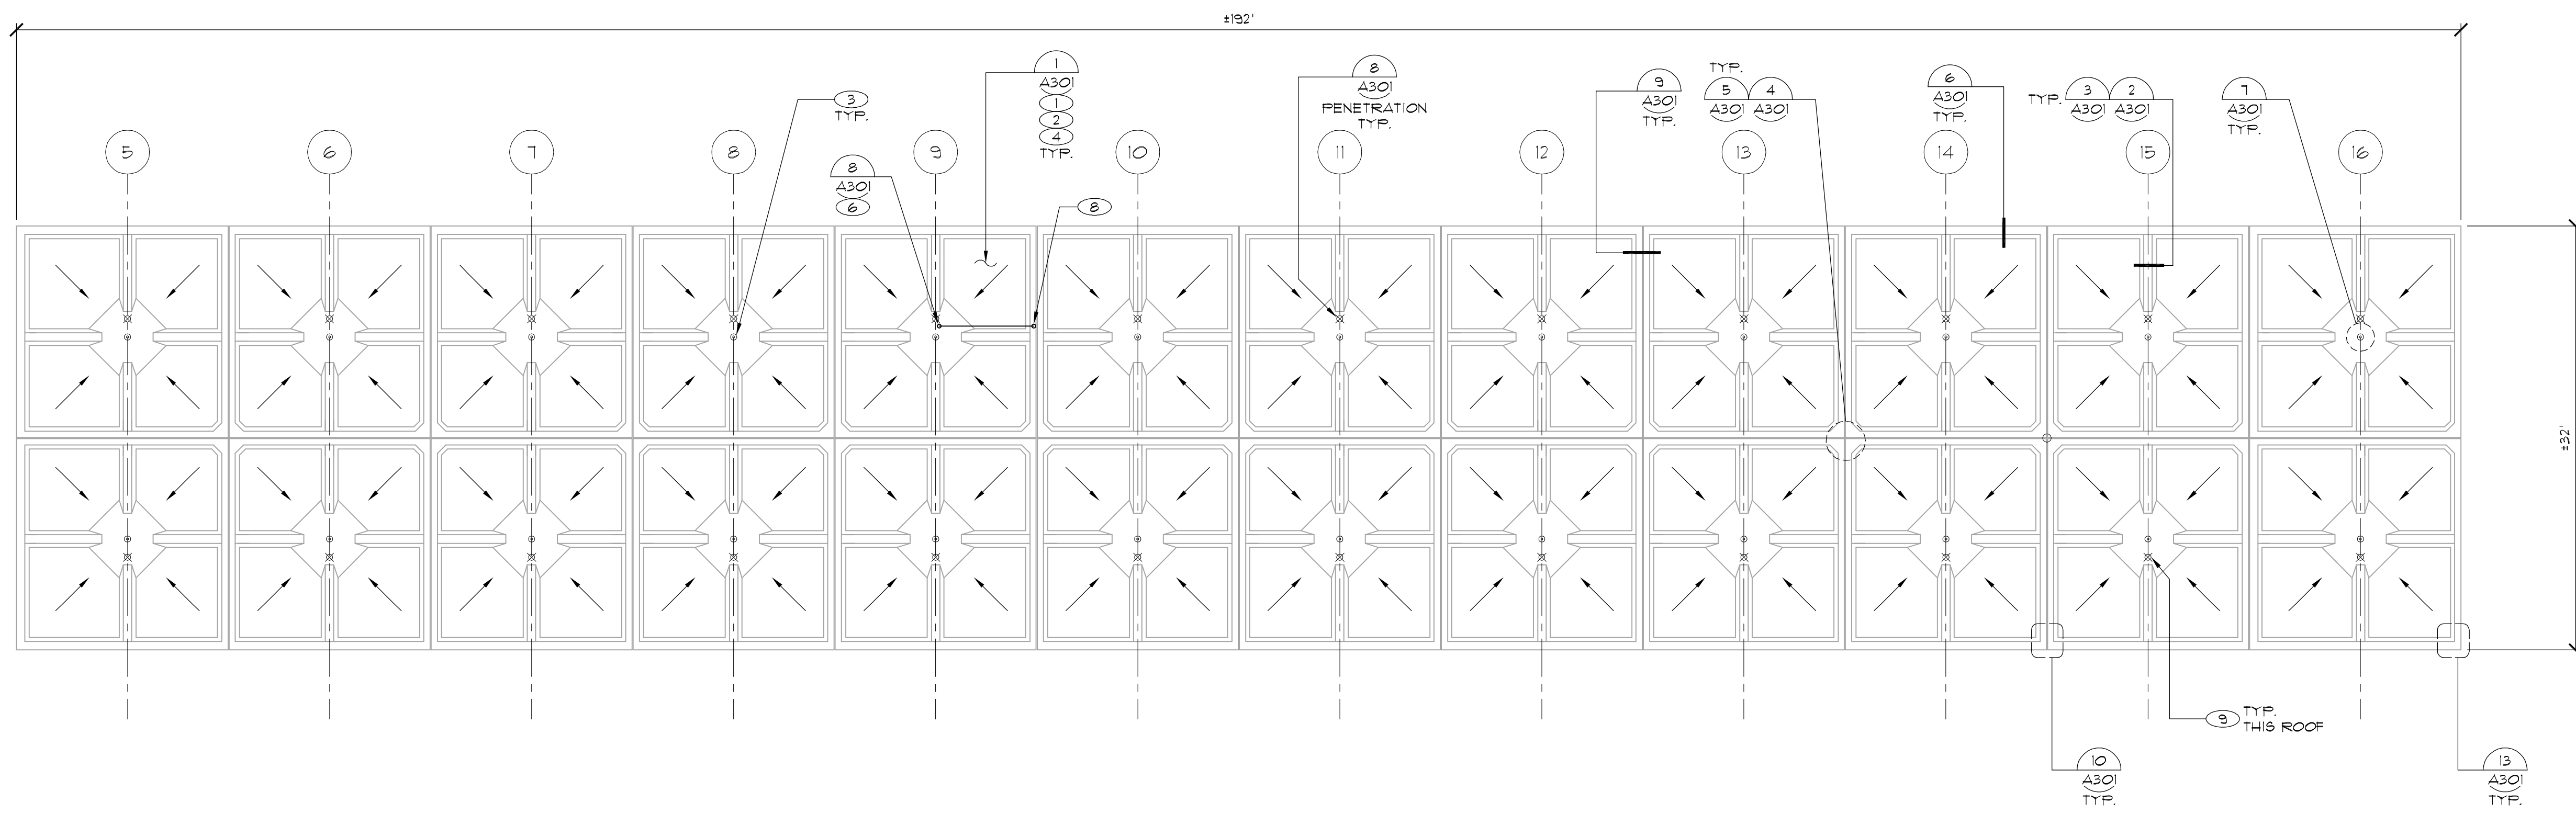 ±192'
1
A301
1
2
4
TYP.
8
A301
PENETRATION
TYP.
9
A301
TYP.
TYP.
5 4
A301 A301
6
A301
TYP.
TYP.
3 2
A301 A301
7
A301
TYP.
3
TYP.
5 6 7 8 9 10 11 12 13 14 15 16
8
A301
6
8
±32'
9
TYP.
THIS ROOF
10
A301
TYP.
13
A301
TYP.